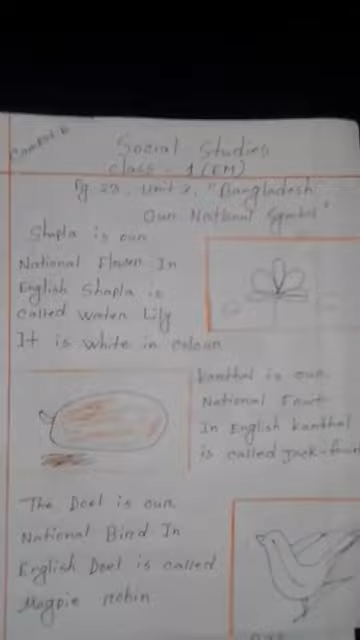 Social Studies
Class - 1 (EM)
Pg 23, Unit 2, "Bangladesh
Our National Symbol"
Shapla is our
National Flower In
English Shapla is
called Water Lily
It is white in colour
Kanthal is our
National Fruit
In English Kanthal
is called Jack-fruit
The Doel is our
National Bird In
English Doel is called
Magpie Robin